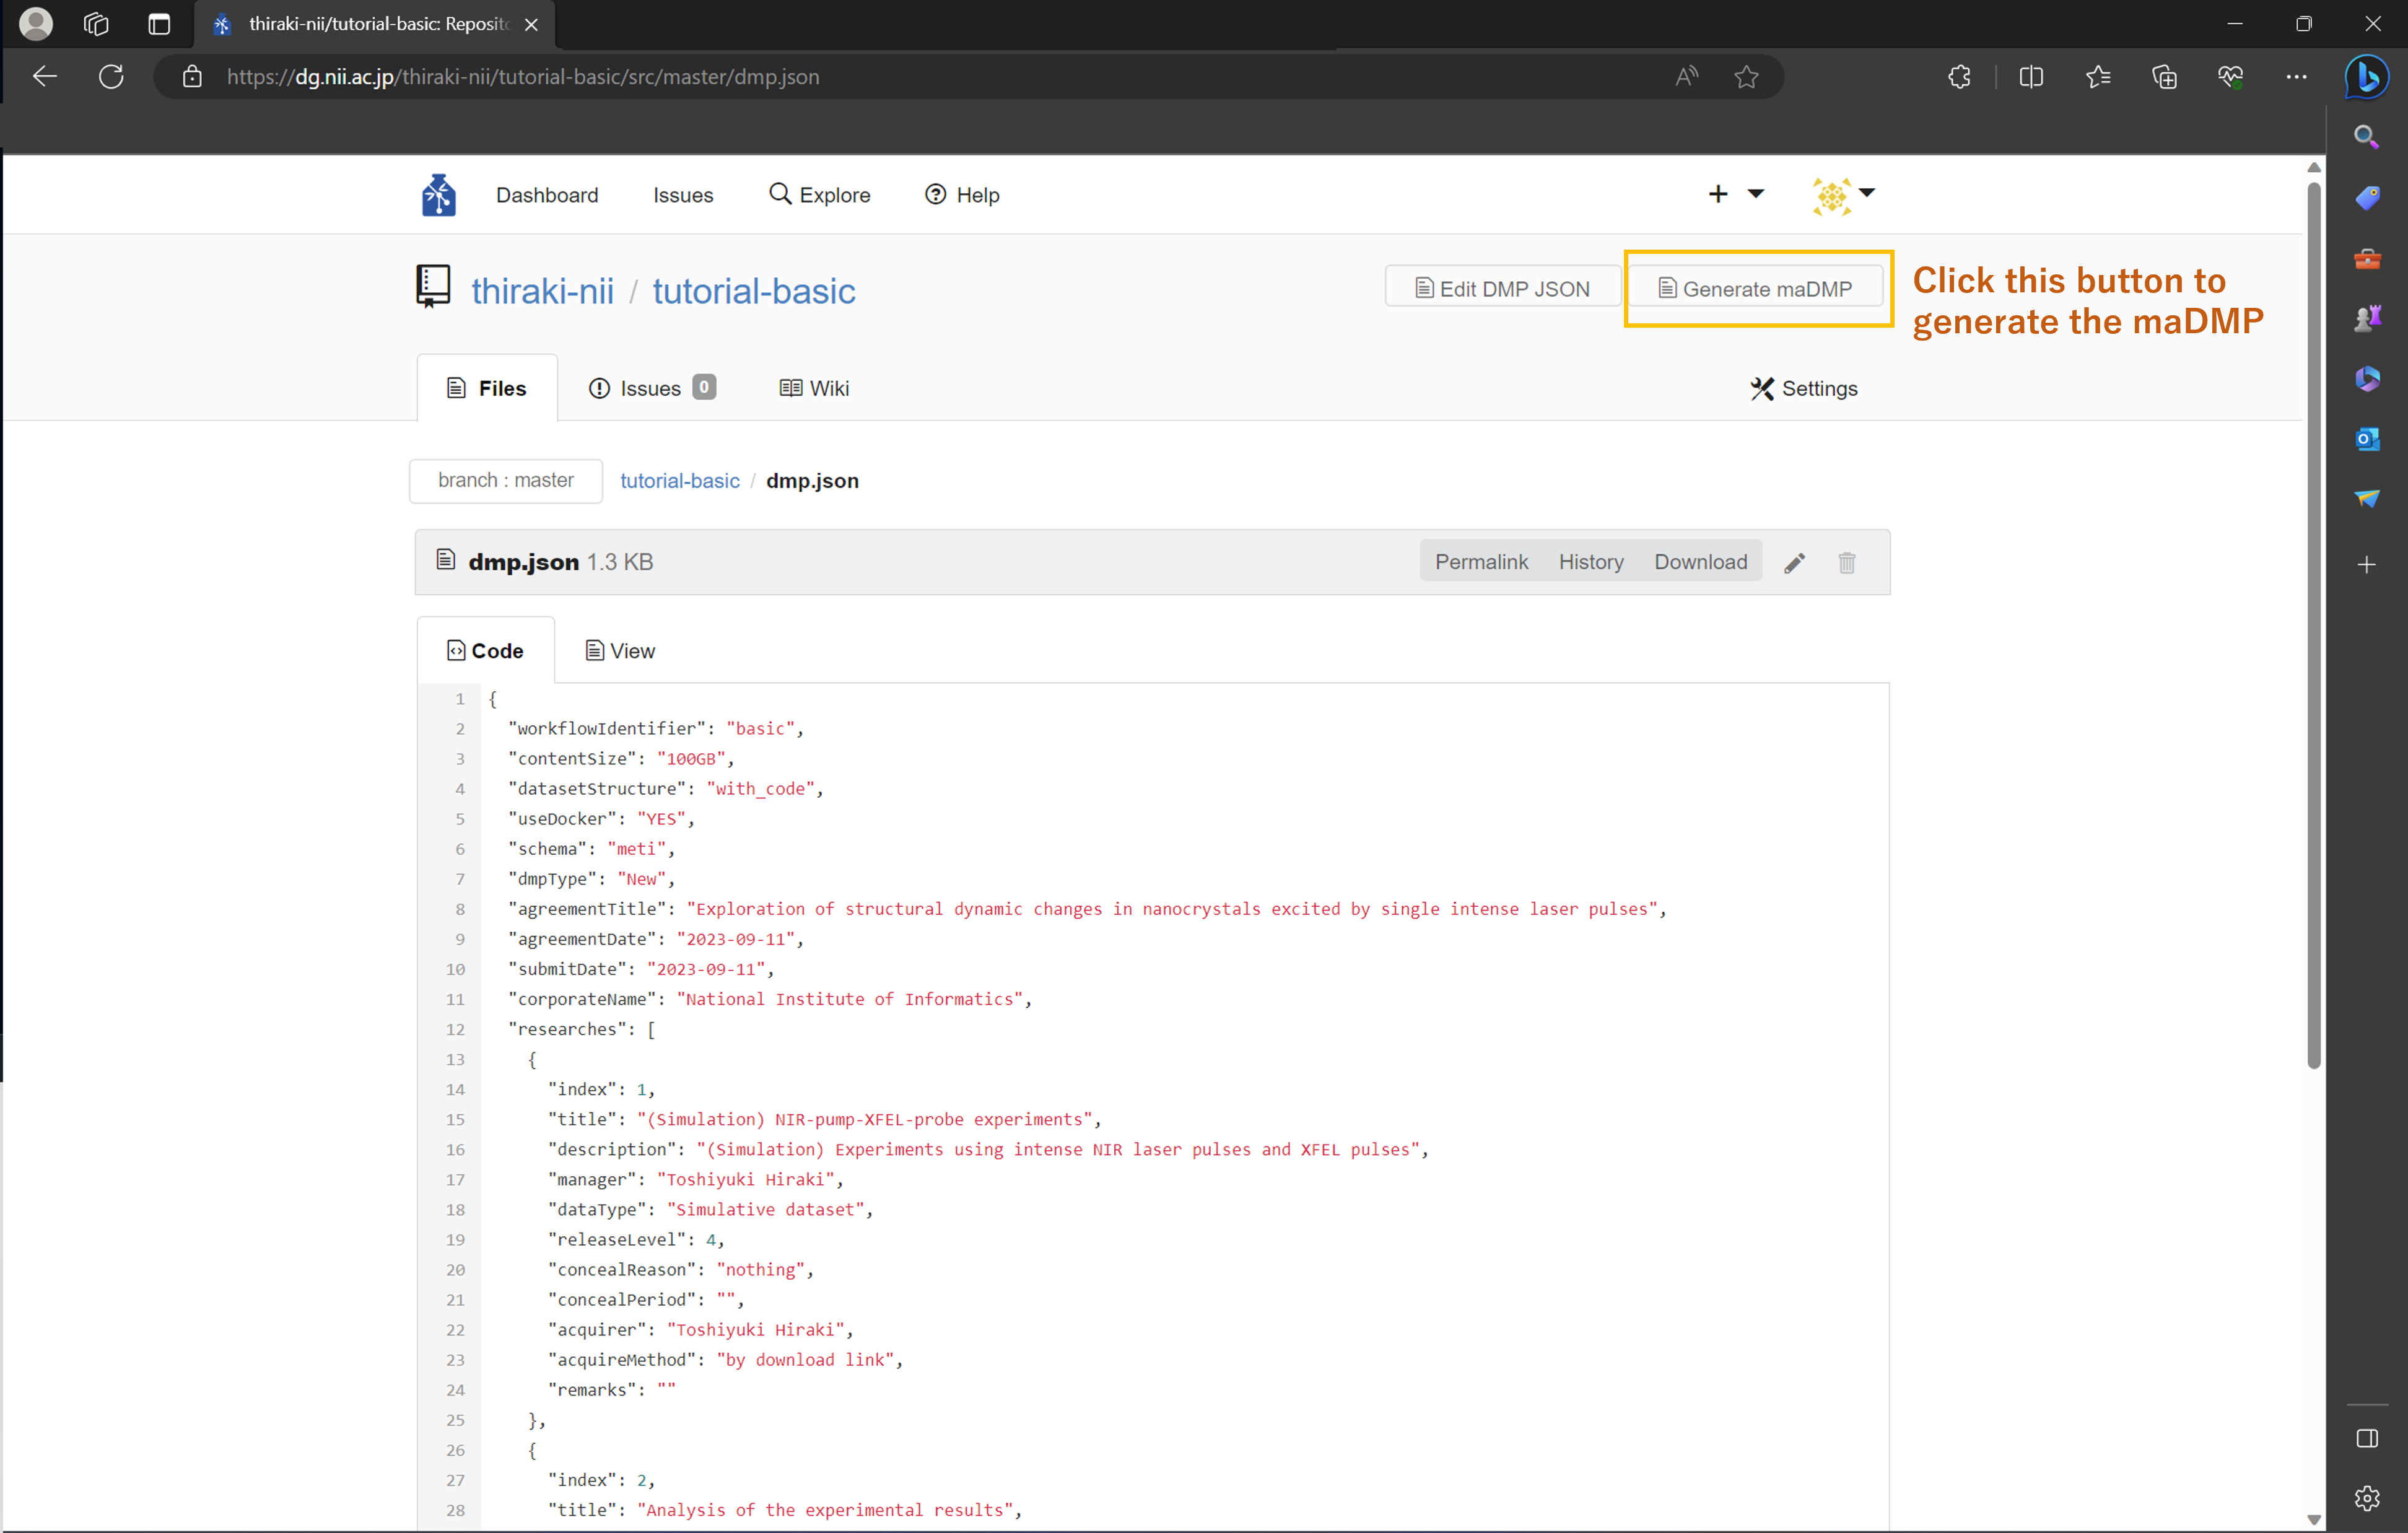 thiraki-nii/tutorial-basic: Reposito
https://dg.nii.ac.jp/thiraki-nii/tutorial-basic/src/master/dmp.json
Dashboard Issues Explore Help
thiraki-nii / tutorial-basic
Edit DMP JSON Generate maDMP
Click this button to
generate the maDMP
Files Issues 0 Wiki Settings
branch : master tutorial-basic / dmp.json
dmp.json 1.3 KB Permalink History Download
Code View
1 {
2 "workflowIdentifier": "basic",
3 "contentSize": "100GB",
4 "datasetStructure": "with_code",
5 "useDocker": "YES",
6 "schema": "meti",
7 "dmpType": "New",
8 "agreementTitle": "Exploration of structural dynamic changes in nanocrystals excited by single intense laser pulses",
9 "agreementDate": "2023-09-11",
10 "submitDate": "2023-09-11",
11 "corporateName": "National Institute of Informatics",
12 "researches": [
13 {
14 "index": 1,
15 "title": "(Simulation) NIR-pump-XFEL-probe experiments",
16 "description": "(Simulation) Experiments using intense NIR laser pulses and XFEL pulses",
17 "manager": "Toshiyuki Hiraki",
18 "dataType": "Simulative dataset",
19 "releaseLevel": 4,
20 "concealReason": "nothing",
21 "concealPeriod": "",
22 "acquirer": "Toshiyuki Hiraki",
23 "acquireMethod": "by download link",
24 "remarks": ""
25 },
26 {
27 "index": 2,
28 "title": "Analysis of the experimental results",